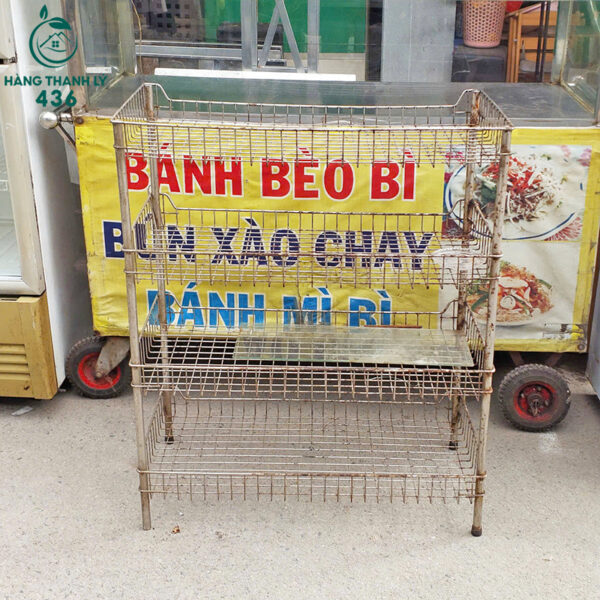 HÀNG THANH LÝ
436
BÁNH BÈO BÌ
BÚN XÀO CHAY
BÁNH MÌ BÌ